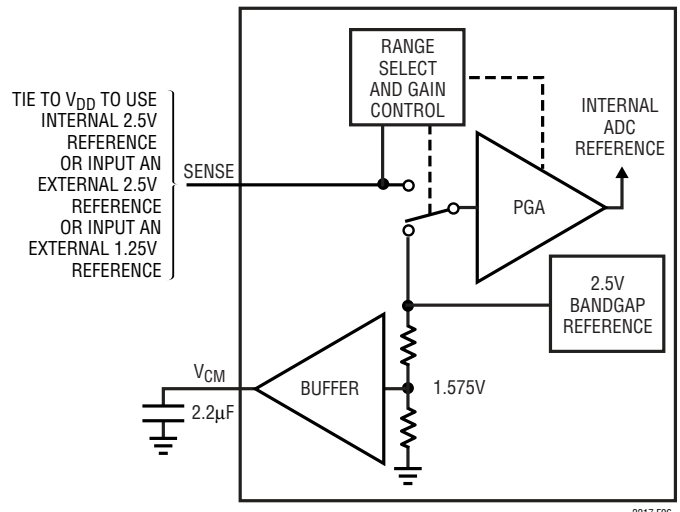 RANGE
SELECT
AND GAIN
CONTROL
TIE TO VDD TO USE
INTERNAL 2.5V
REFERENCE
OR INPUT AN
EXTERNAL 2.5V
REFERENCE
OR INPUT AN
EXTERNAL 1.25V
REFERENCE
SENSE
INTERNAL
ADC
REFERENCE
PGA
2.5V
BANDGAP
REFERENCE
1.575V
BUFFER
VCM
2.2μF